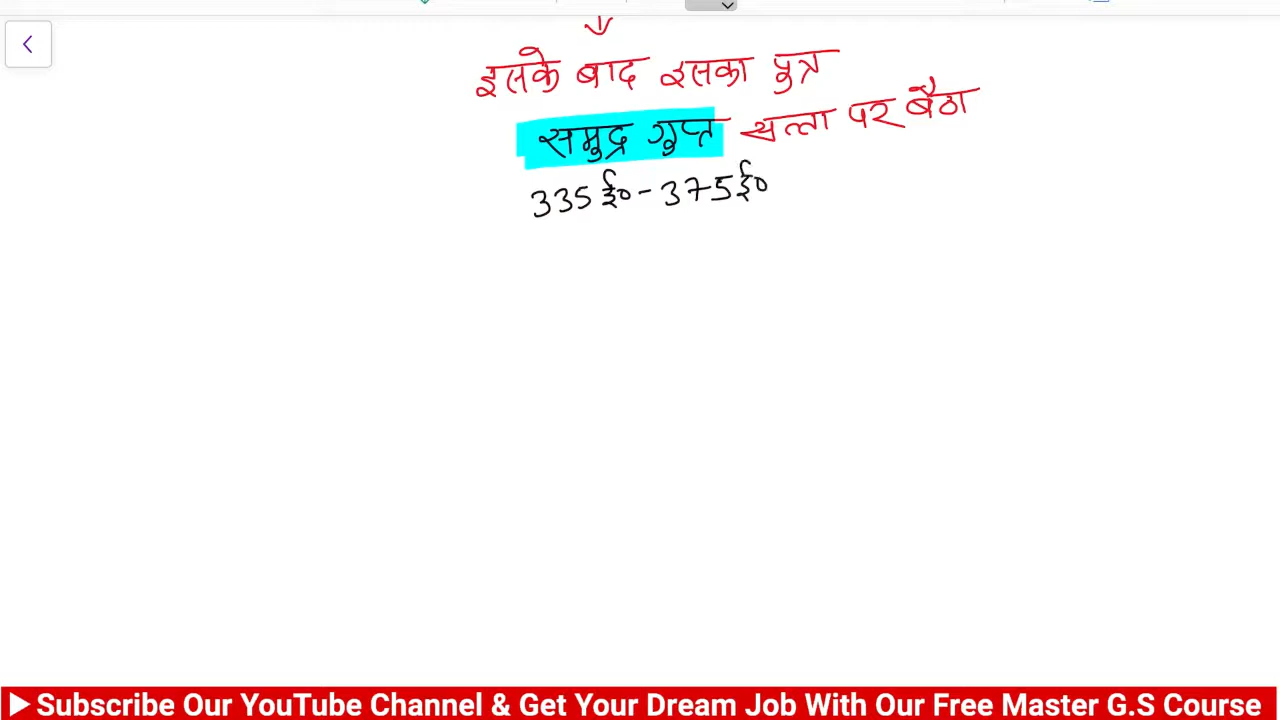 इसके बाद इसका पुत्र
समुद्र गुप्त सत्ता पर बैठा
335 ई० - 375 ई०
▶ Subscribe Our YouTube Channel & Get Your Dream Job With Our Free Master G.S Course